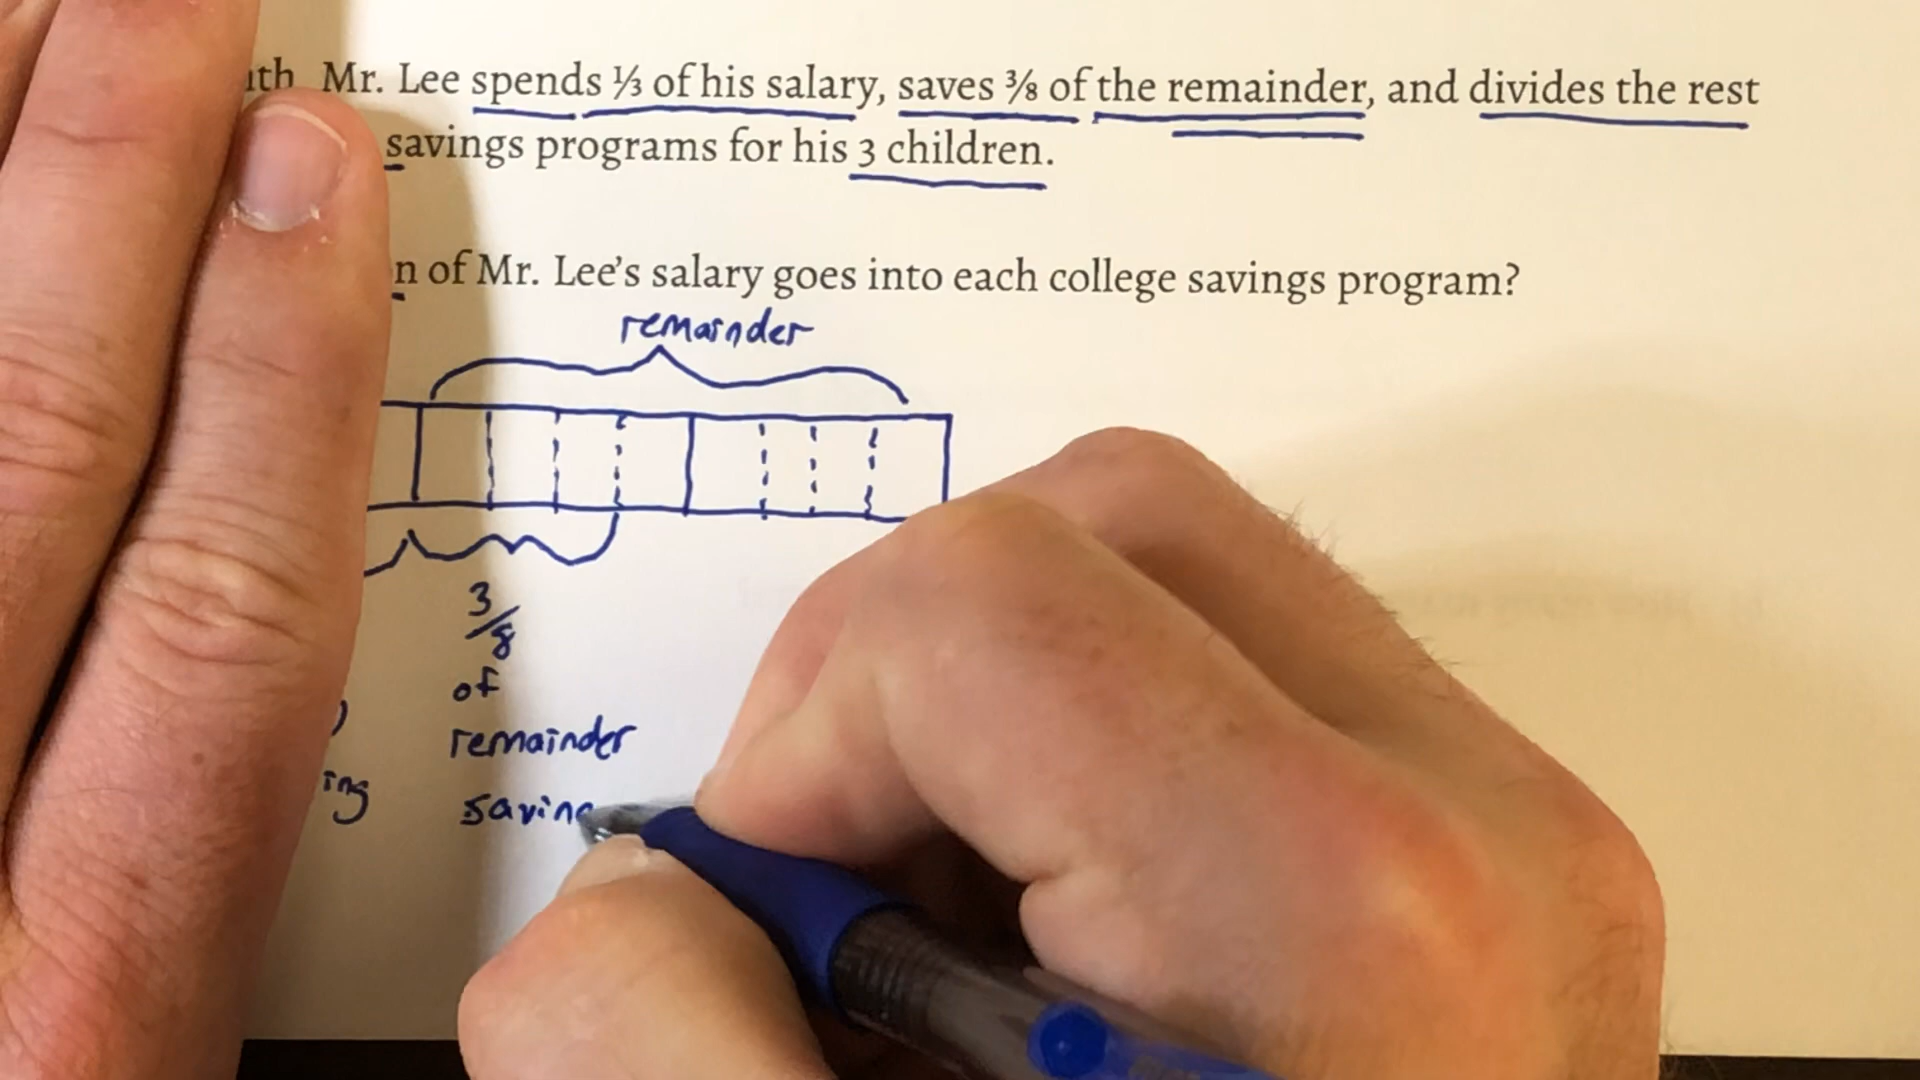 Mr. Lee spends ⅓ of his salary, saves ⅜ of the remainder, and divides the rest
savings programs for his 3 children.
of Mr. Lee’s salary goes into each college savings program?
remainder
3/8
of
remainder